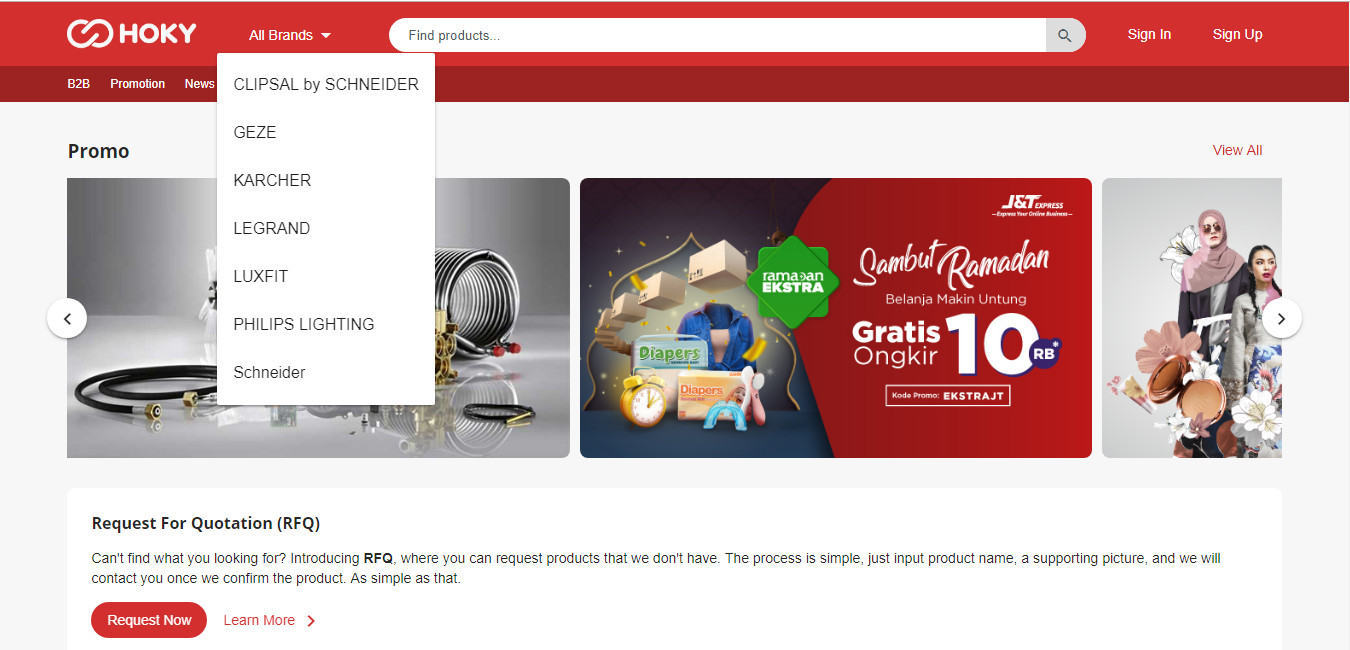 HOKY
All Brands
Find products...
Sign In
Sign Up
B2B
Promotion
News
CLIPSAL by SCHNEIDER
GEZE
KARCHER
LEGRAND
LUXFIT
PHILIPS LIGHTING
Schneider
Promo
View All
J&T EXPRESS
Express Your Online Business
ramadan
EKSTRA
Sambut Ramadan
Belanja Makin Untung
Gratis
Ongkir
10
RB*
Kode Promo: EKSTRAJT
Diapers
Diapers
Request For Quotation (RFQ)
Can't find what you looking for? Introducing RFQ, where you can request products that we don't have. The process is simple, just input product name, a supporting picture, and we will
contact you once we confirm the product. As simple as that.
Request Now
Learn More